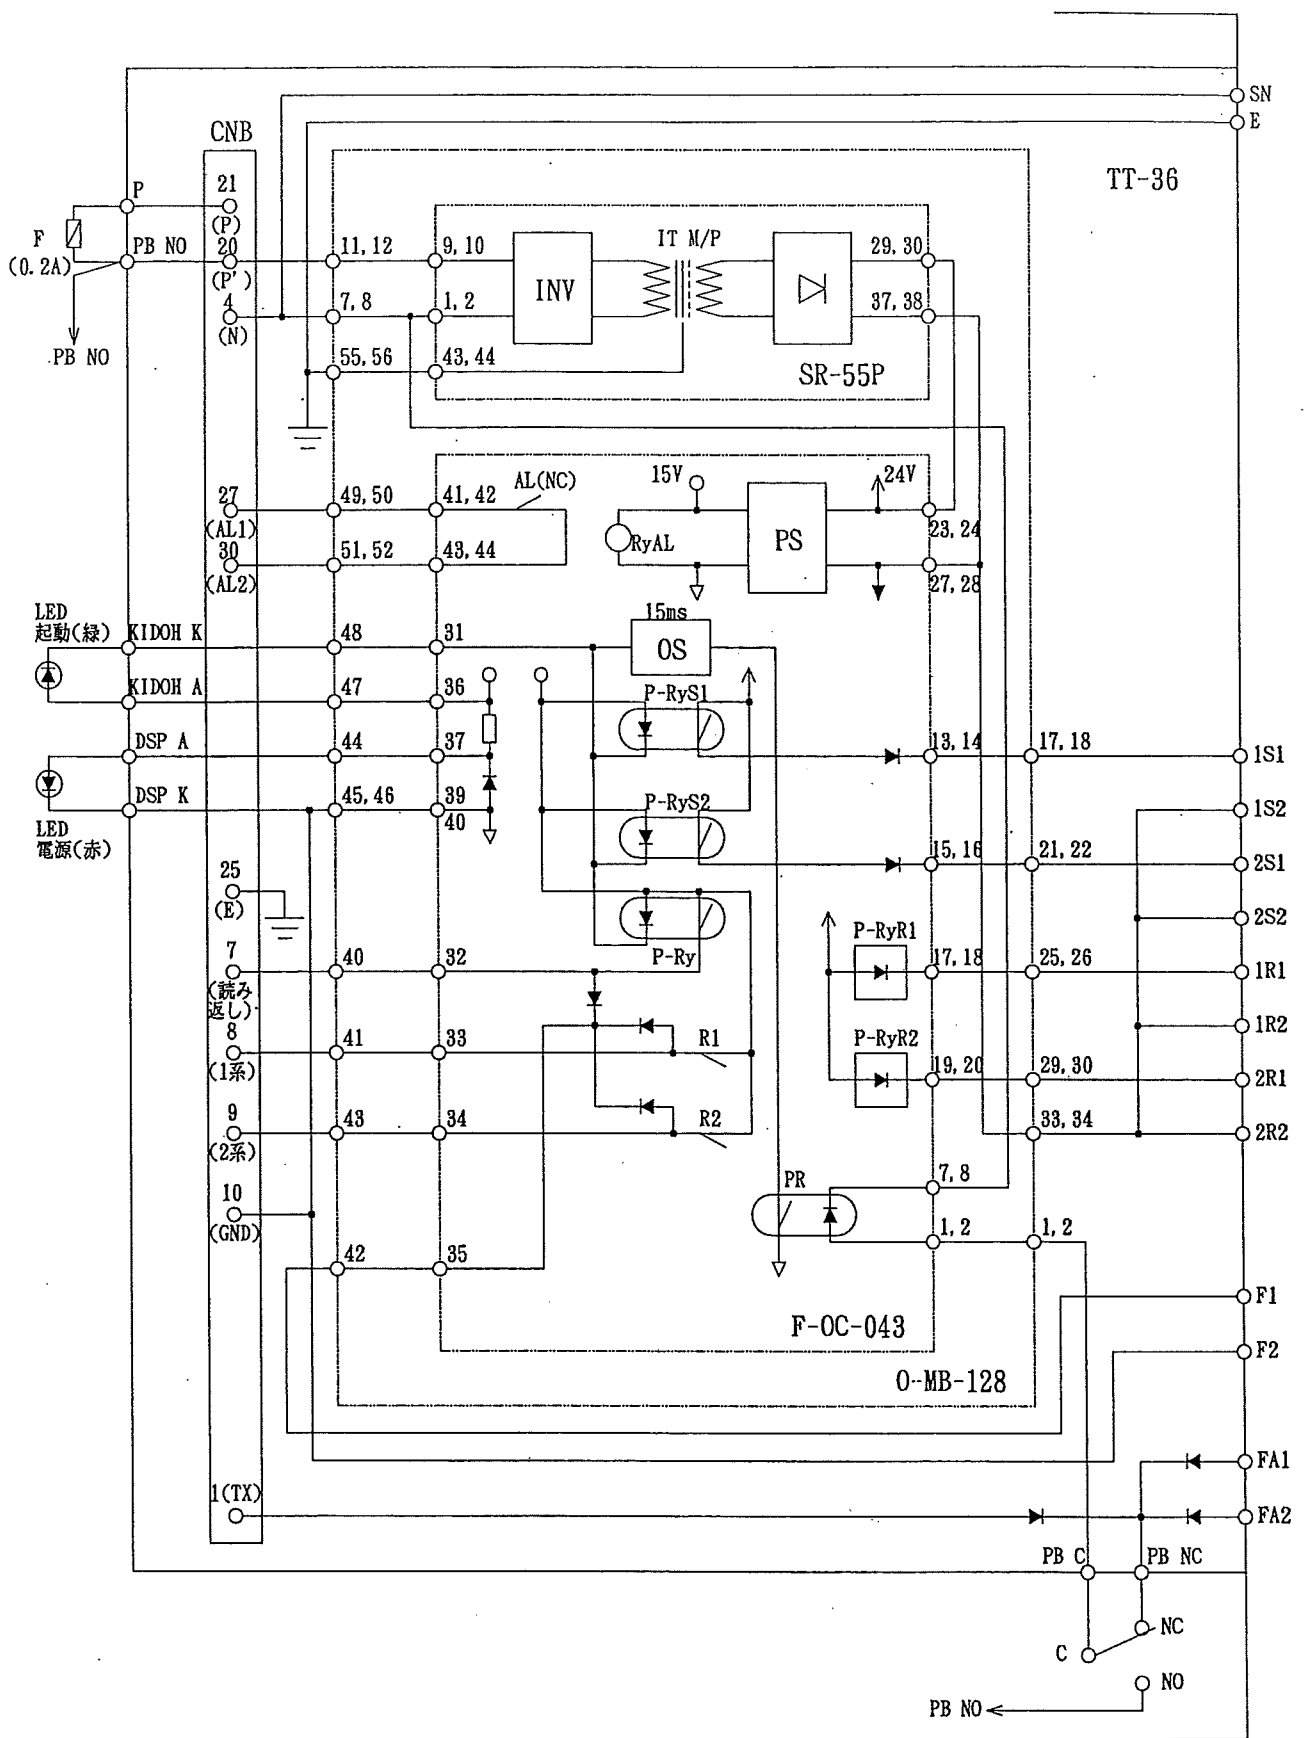 SN
E
CNB
TT-36
P
21
(P)
F
(0.2A)
PB NO
20
(P')
11,12
9,10
IT M/P
29,30
INV
4
(N)
7,8
1,2
37,38
PB NO
55,56
43,44
SR-55P
27
(AL1)
49,50
41,42
AL(NC)
15V
24V
RyAL
PS
23,24
30
(AL2)
51,52
43,44
27,28
LED
起動(緑)
KIDOH K
48
31
15ms
OS
KIDOH A
47
36
P-RyS1
DSP A
44
37
13,14
17,18
1S1
DSP K
45,46
39
40
P-RyS2
1S2
LED
電源(赤)
15,16
21,22
2S1
25
(E)
2S2
P-Ry
P-RyR1
7
(読み
返し)
40
32
17,18
25,26
1R1
8
(1系)
41
33
R1
P-RyR2
1R2
19,20
29,30
2R1
9
(2系)
43
34
R2
33,34
2R2
10
(GND)
PR
7,8
42
35
1,2
1,2
F1
F-OC-043
F2
O-MB-128
FA1
1(TX)
FA2
PB C
PB NC
NC
C
NO
PB NO